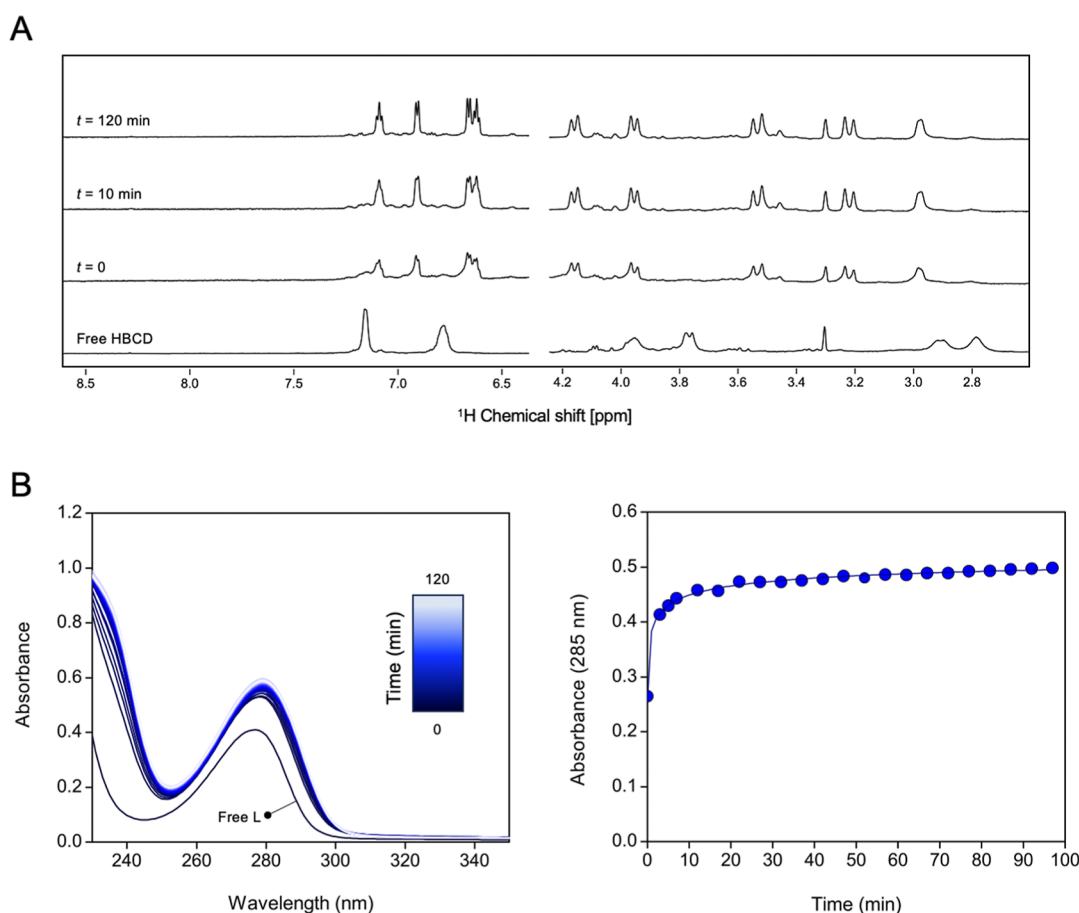 A
t = 120 min
t = 10 min
t = 0
Free HBCD
8.5 8.0 7.5 7.0 6.5 4.2 4.0 3.8 3.6 3.4 3.2 3.0 2.8
¹H Chemical shift [ppm]
B
1.2
1.0
0.8
0.6
0.4
0.2
0.0
Absorbance
240 260 280 300 320 340
Wavelength (nm)
120
Time (min)
0
Free L
0.6
0.5
0.4
0.3
0.2
0.1
0.0
Absorbance (285 nm)
0 10 20 30 40 50 60 70 80 90 100
Time (min)